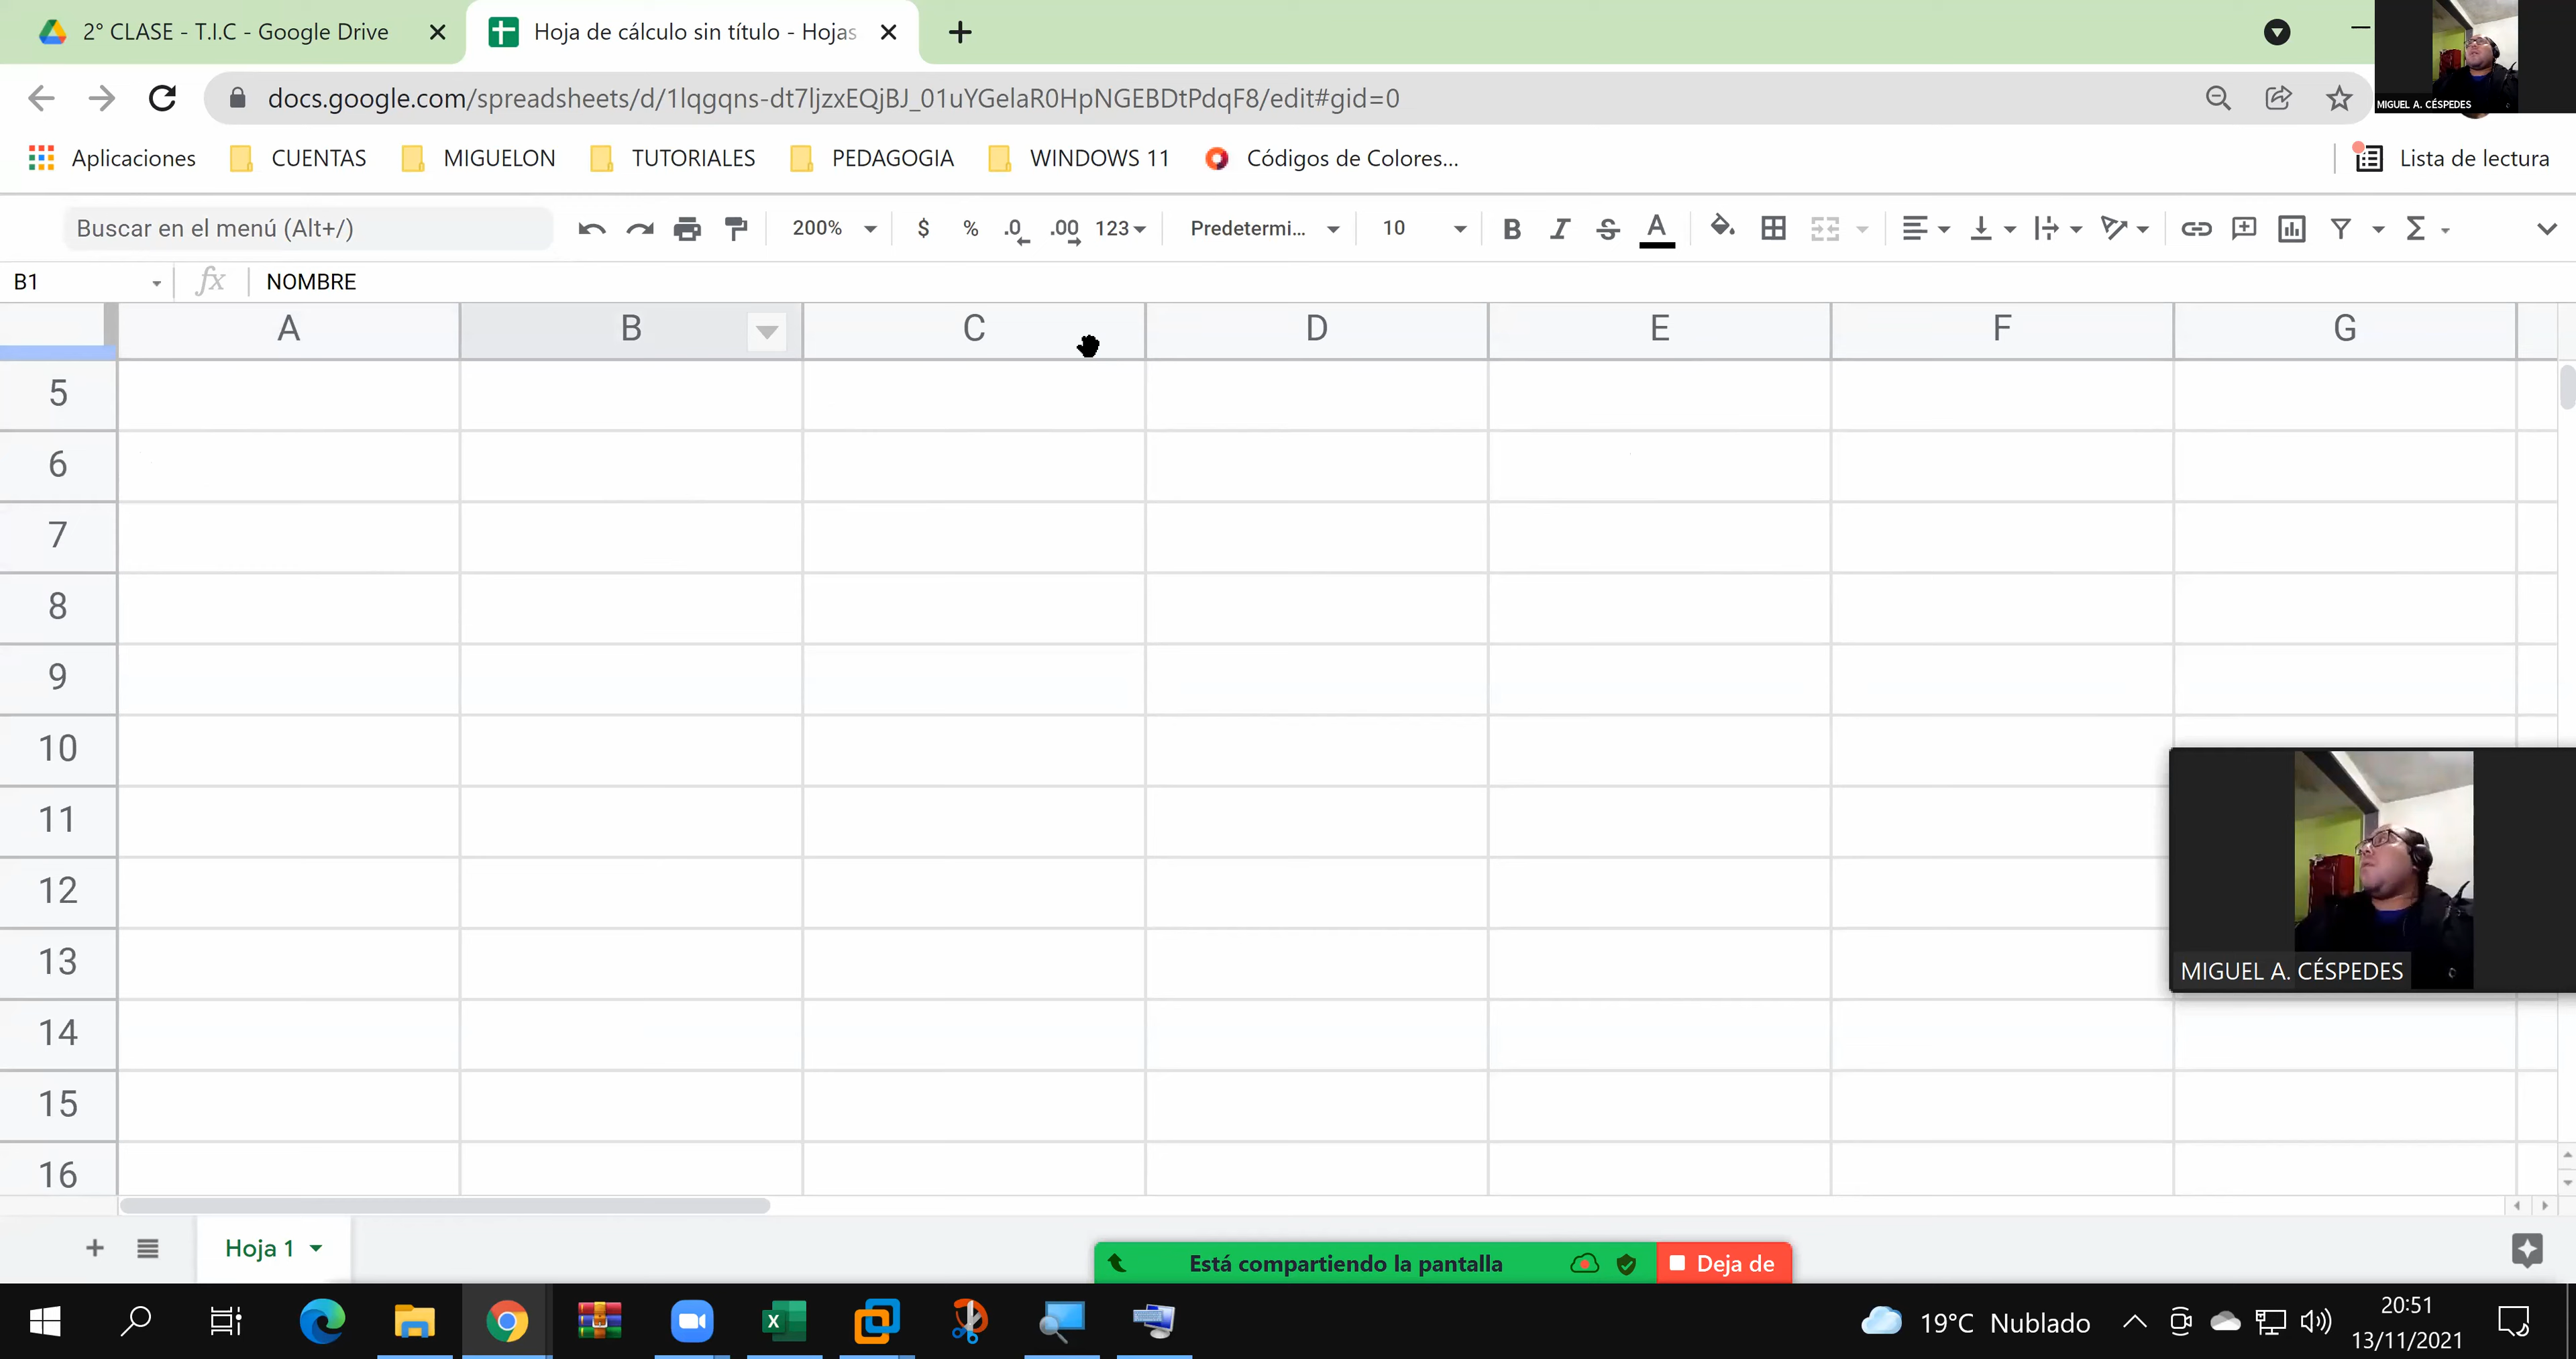 2° CLASE - T.I.C - Google Drive
Hoja de cálculo sin título - Hojas
MIGUEL A. CÉSPEDES
docs.google.com/spreadsheets/d/1lqgqns-dt7ljzxEQjBJ_01uYGelaR0HpNGEBDtPdqF8/edit#gid=0
Aplicaciones CUENTAS MIGUELON TUTORIALES PEDAGOGIA WINDOWS 11 Códigos de Colores... Lista de lectura
Buscar en el menú (Alt+/) 200% $ % .0 .00 123 Predetermi... 10 B I S A Σ
B1 fx NOMBRE
A B C D E F G
5
6
7
8
9
10
11
12
13
14
15
16
MIGUEL A. CÉSPEDES
Hoja 1
Está compartiendo la pantalla Deja de
19°C Nublado
20:51
13/11/2021